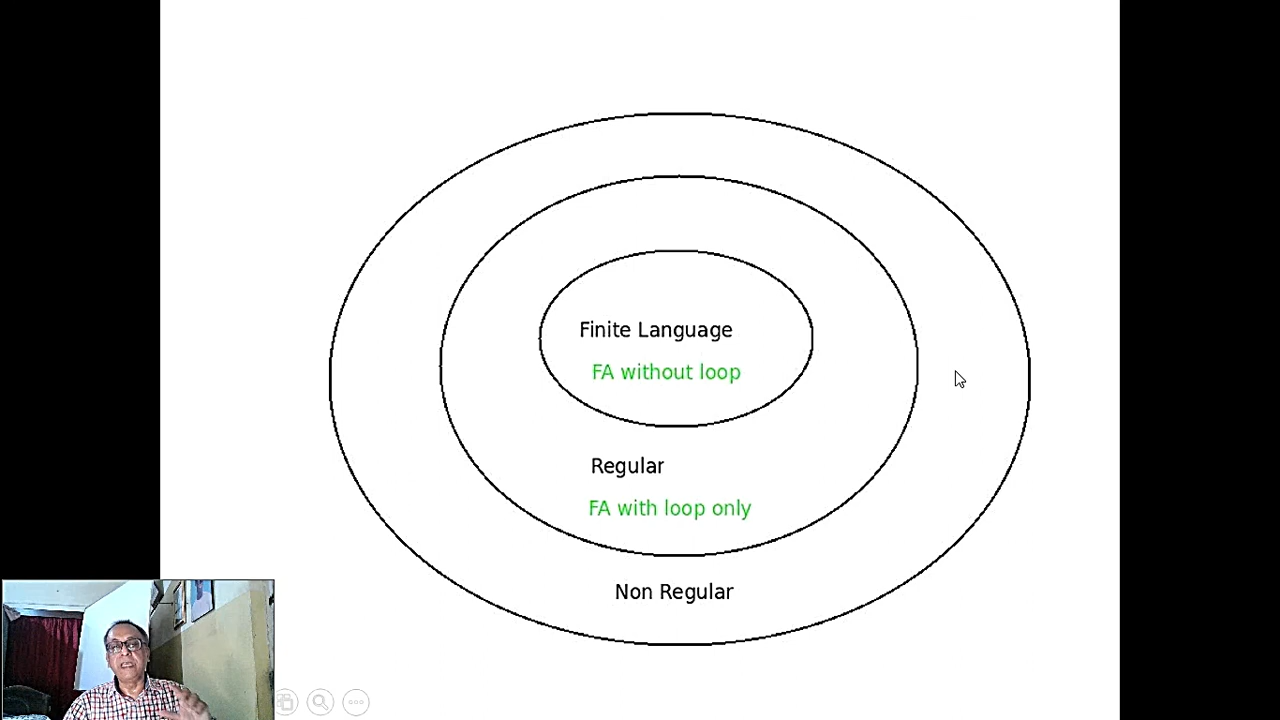 Finite Language
FA without loop
Regular
FA with loop only
Non Regular